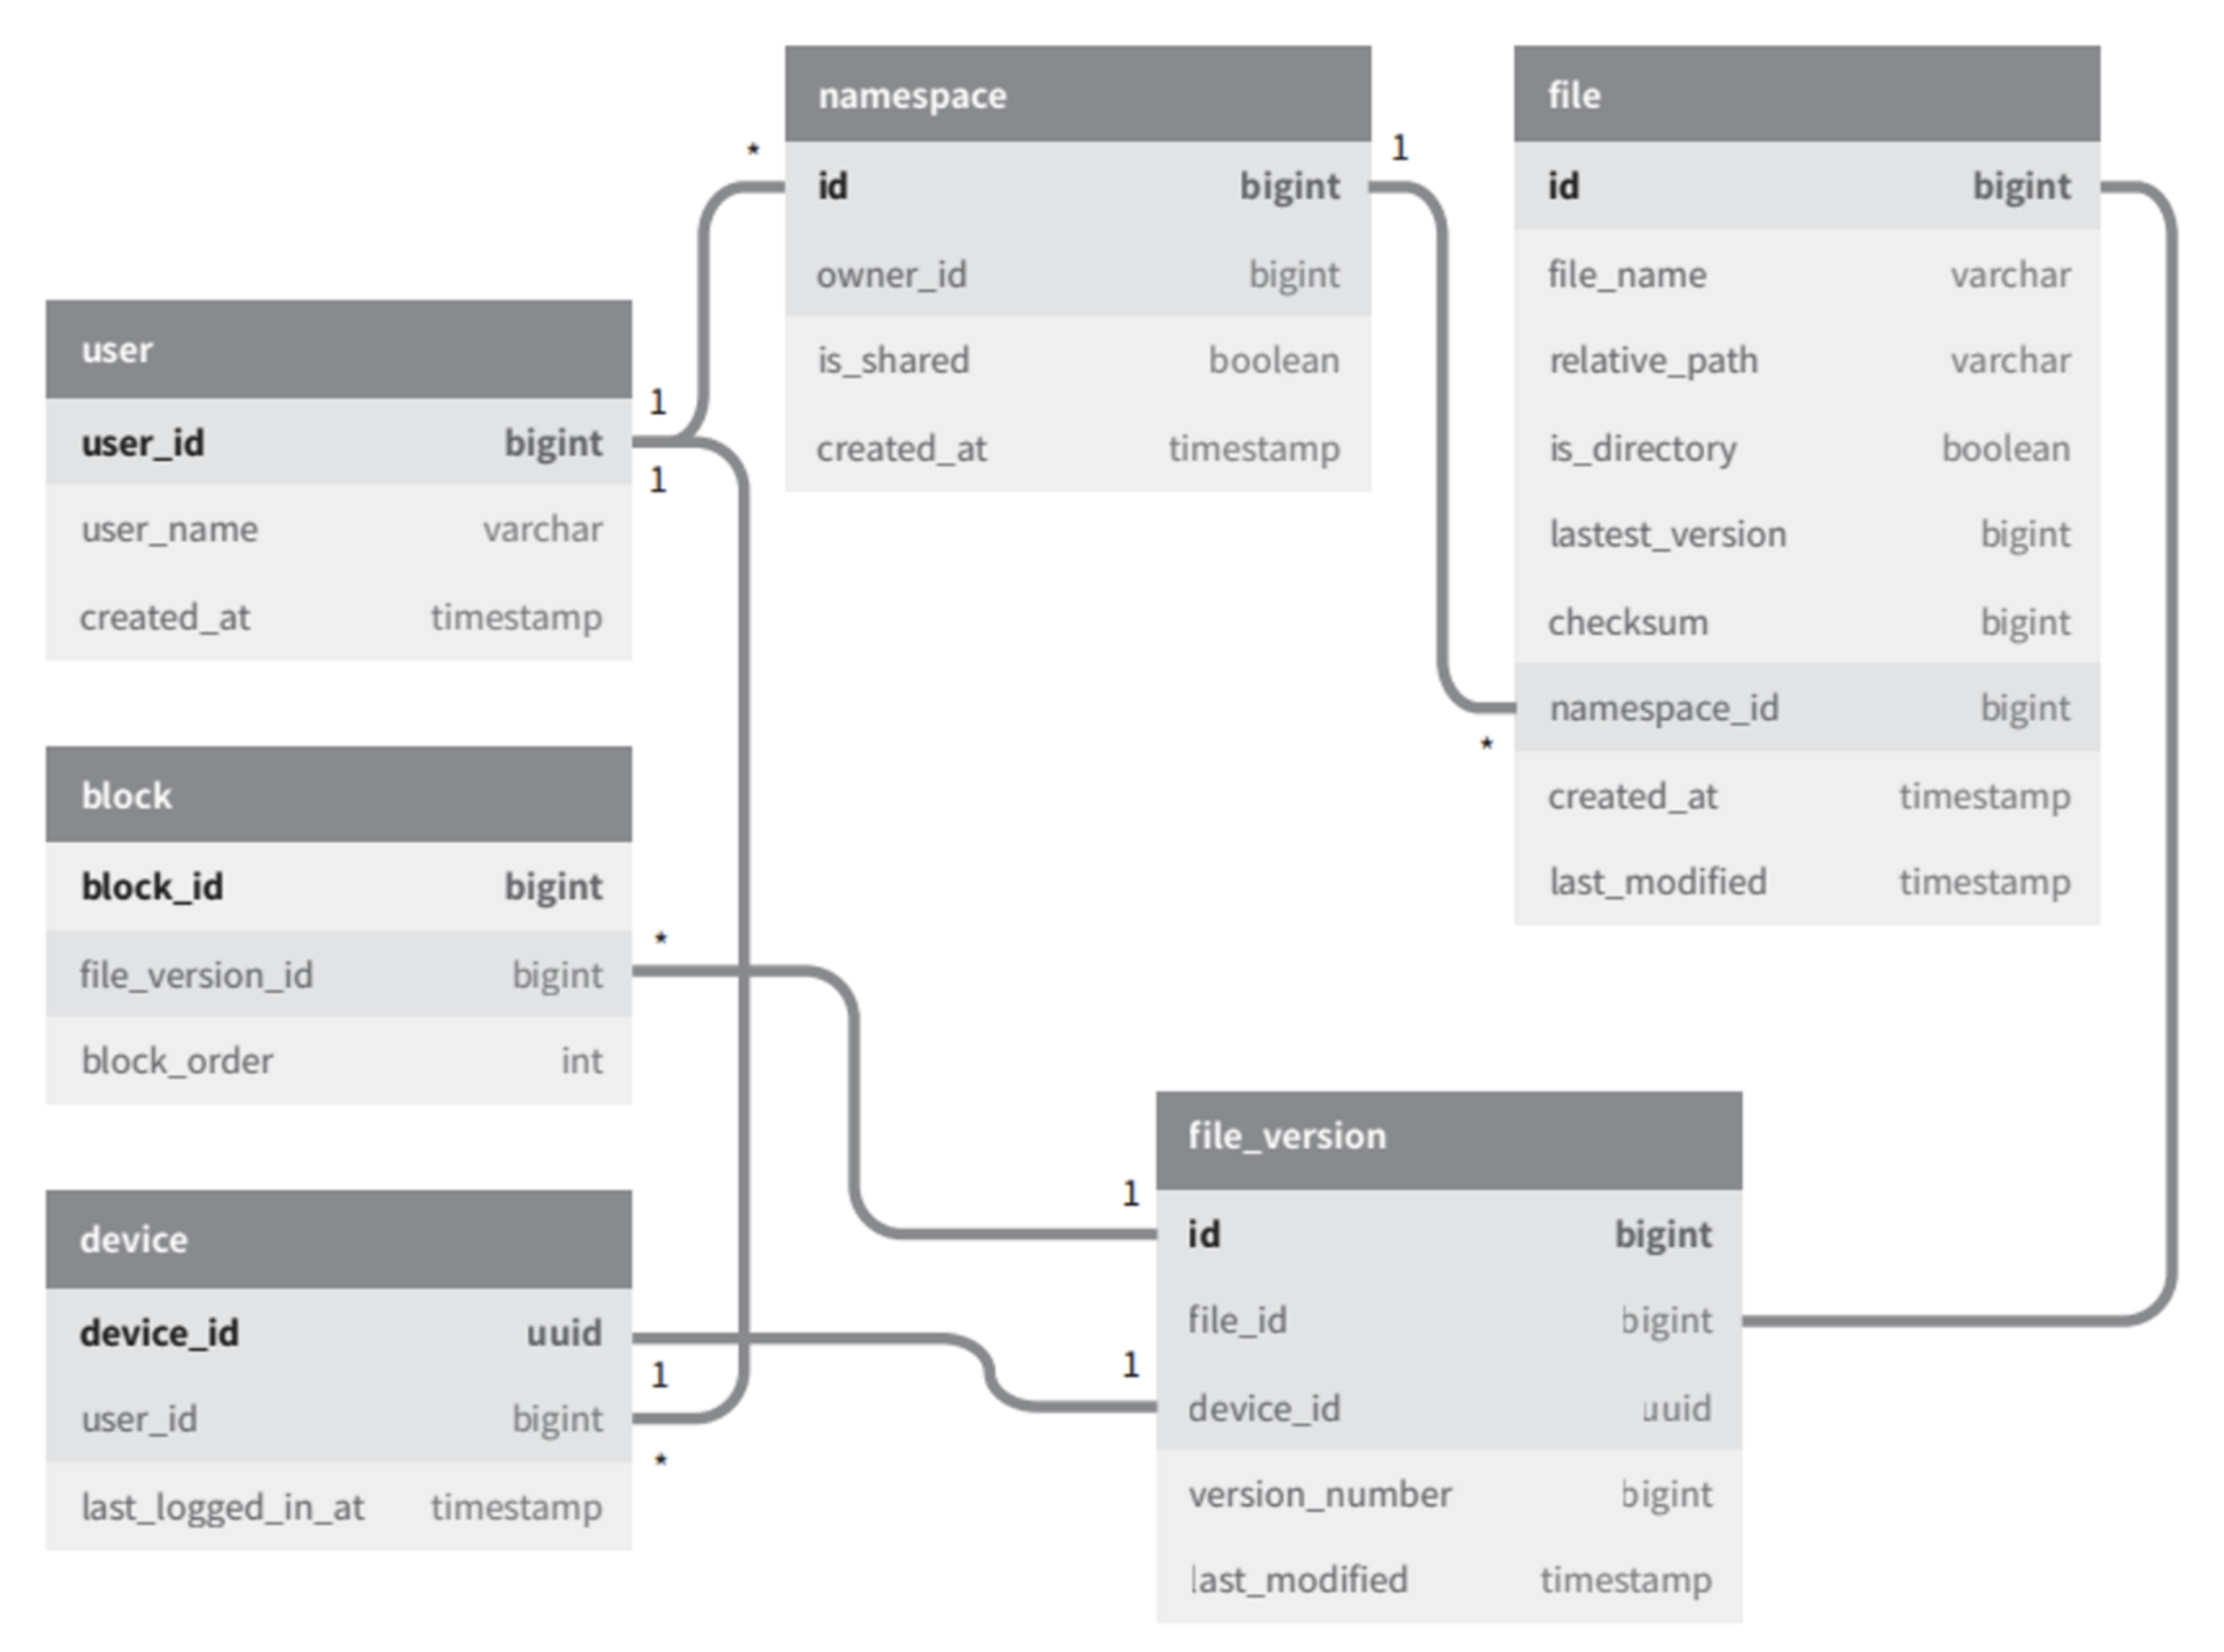 namespace
* 1
id bigint
owner_id bigint
is_shared boolean
created_at timestamp
file
id bigint
file_name varchar
relative_path varchar
is_directory boolean
lastest_version bigint
checksum bigint
namespace_id bigint
*
created_at timestamp
last_modified timestamp
user
1
user_id bigint
1
user_name varchar
created_at timestamp
block
block_id bigint
*
file_version_id bigint
block_order int
device
device_id uuid
1
user_id bigint
*
last_logged_in_at timestamp
file_version
1
id bigint
file_id bigint
1
device_id uuid
version_number bigint
last_modified timestamp